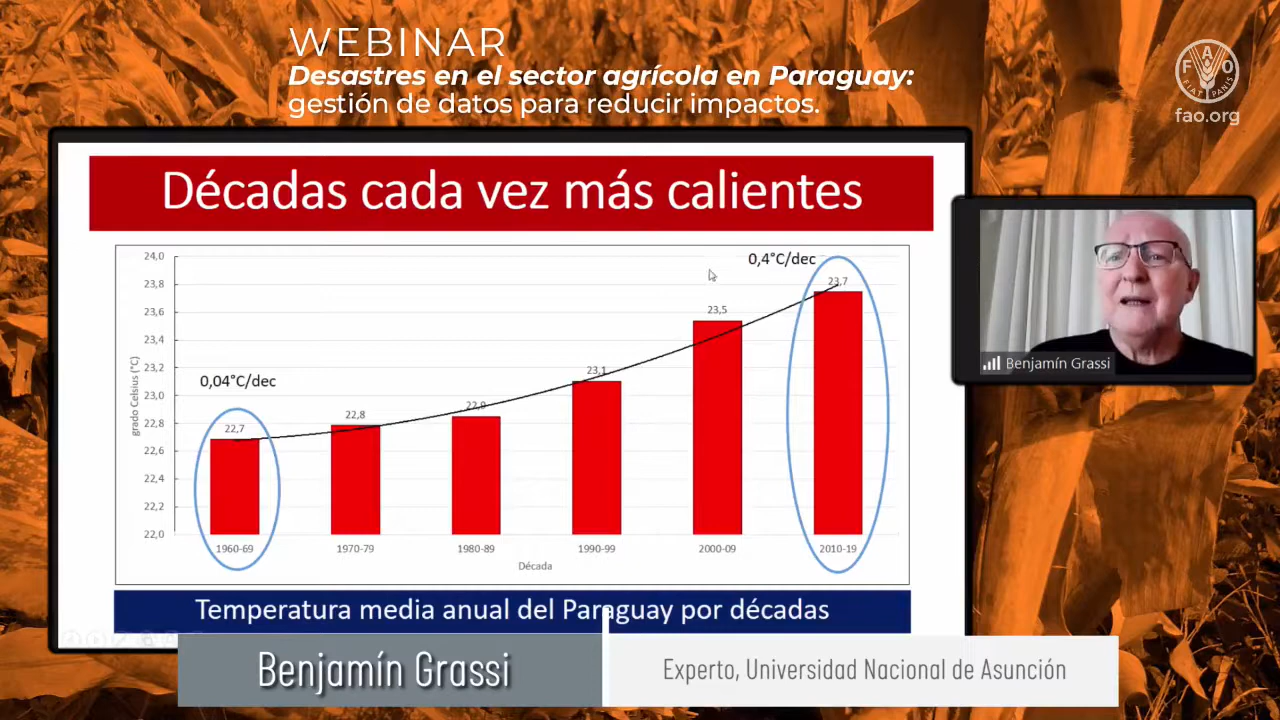 WEBINAR
Desastres en el sector agrícola en Paraguay:
gestión de datos para reducir impactos.
F A O
FIAT PANIS
fao.org
Décadas cada vez más calientes
0,4°C/dec
0,04°C/dec
grado Celsius (°C)
24,0
23,8
23,6
23,4
23,2
23,0
22,8
22,6
22,4
22,2
22,0
22,7
22,8
22,9
23,1
23,5
23,7
1960-69 1970-79 1980-89 1990-99 2000-09 2010-19
Década
Temperatura media anual del Paraguay por décadas
Benjamín Grassi
Benjamín Grassi
Experto, Universidad Nacional de Asunción